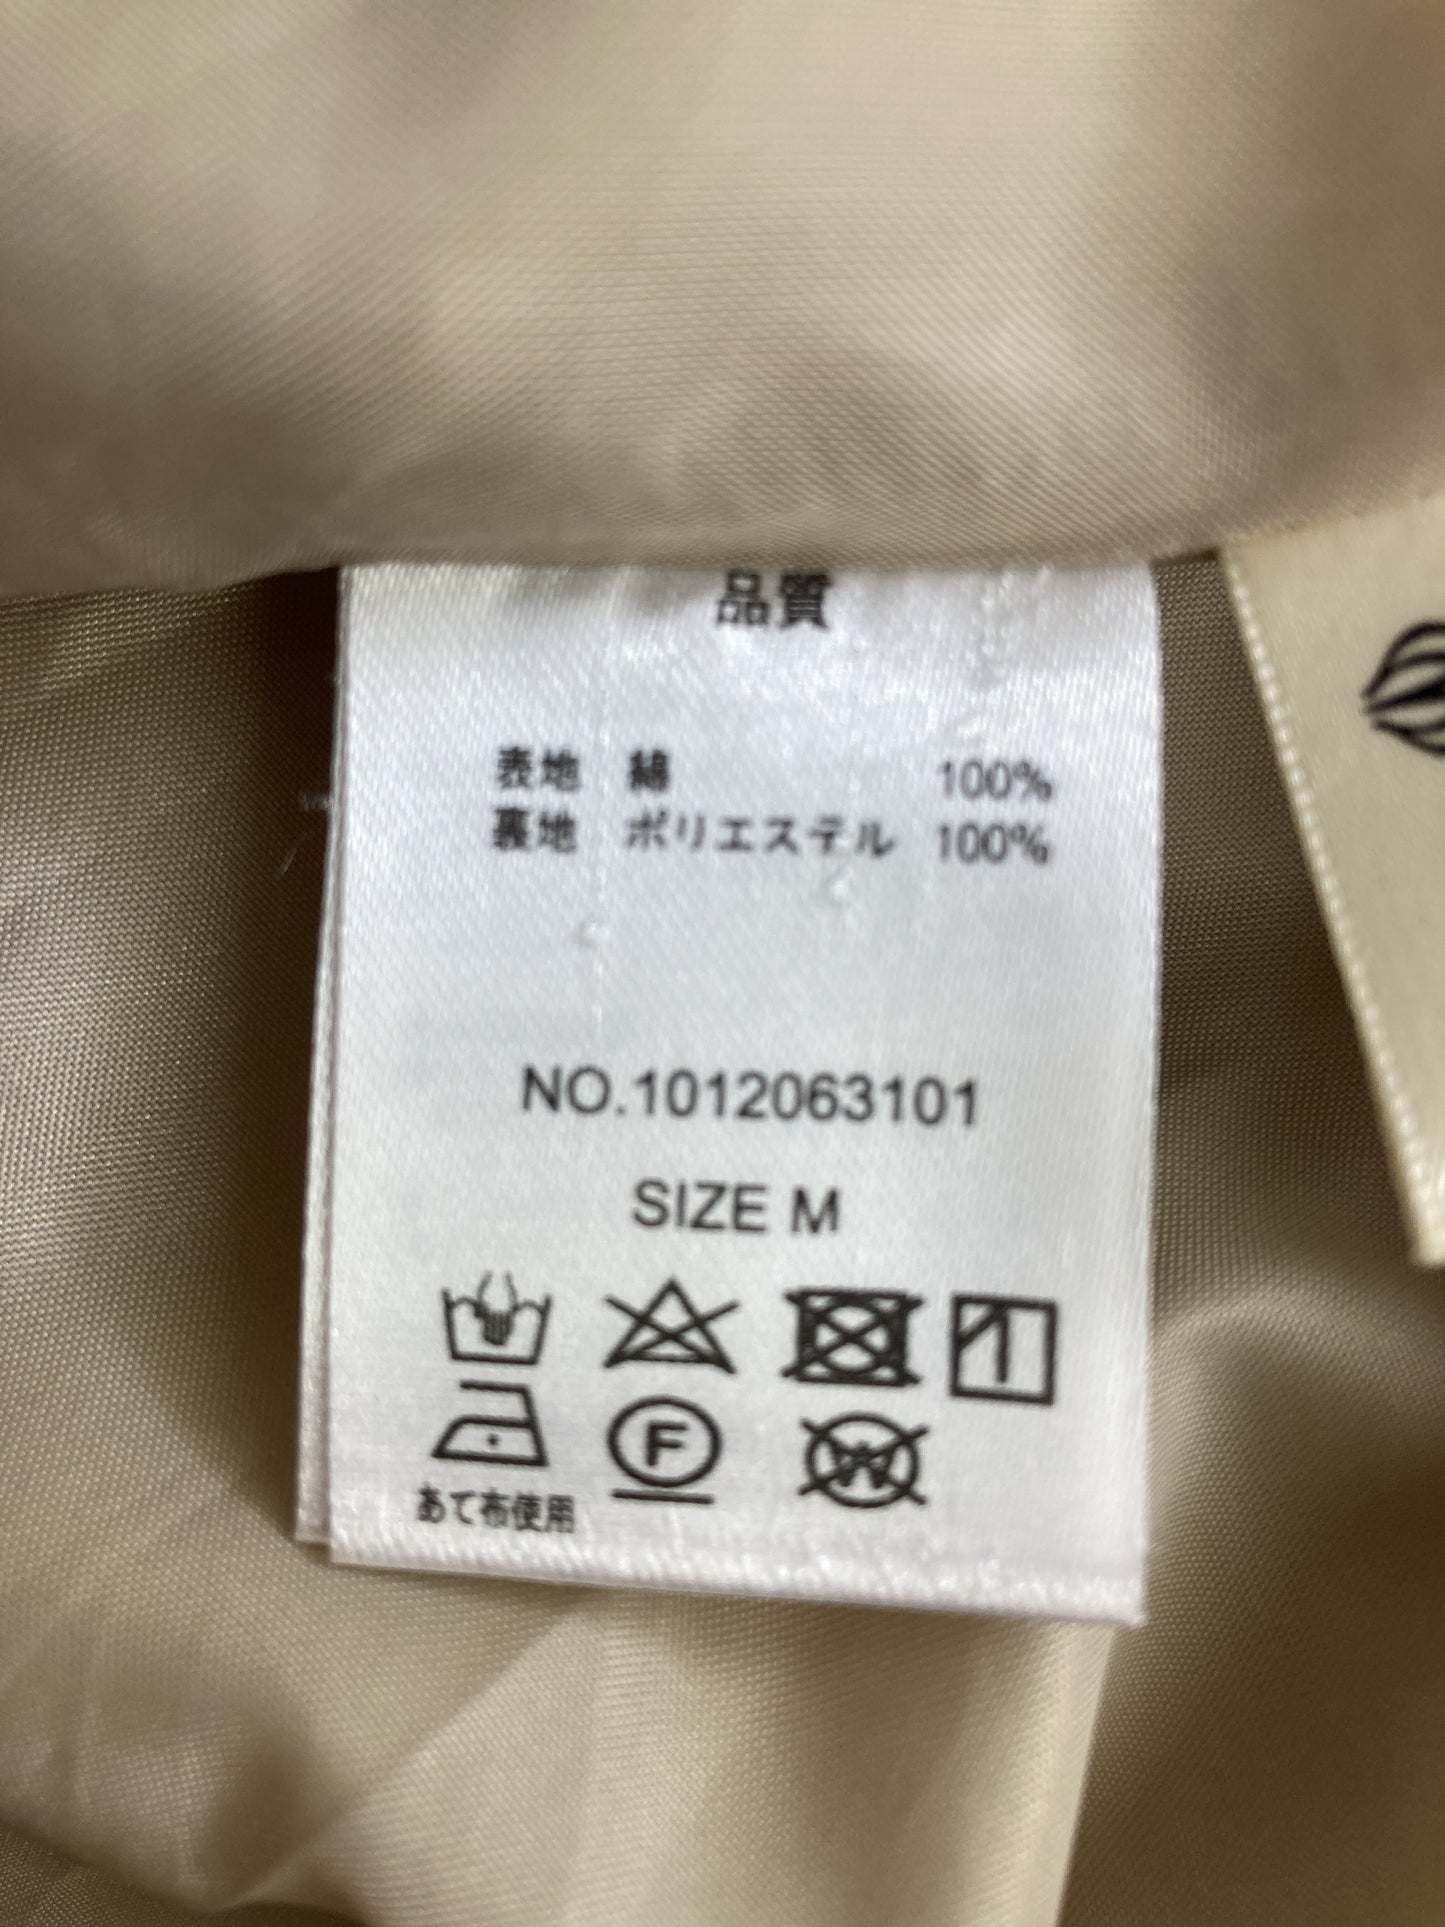 品質
表地 綿 100%
裏地 ポリエステル 100%
NO.1012063101
SIZE M
F W
あて布使用